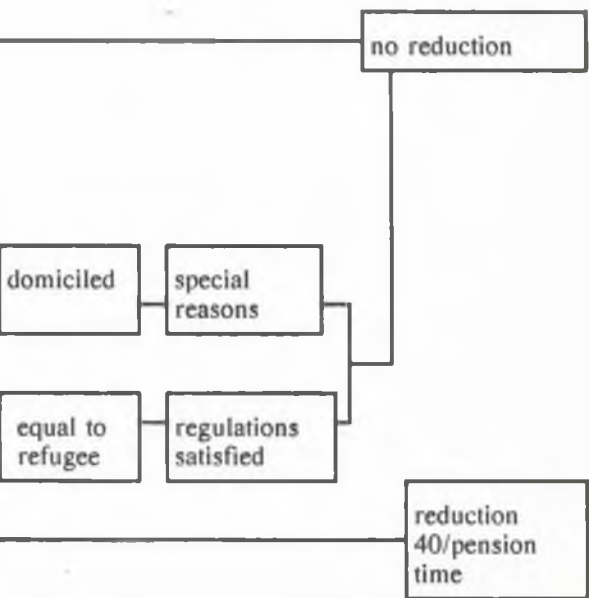 no reduction
domiciled
special
reasons
equal to
refugee
regulations
satisfied
reduction
40/pension
time